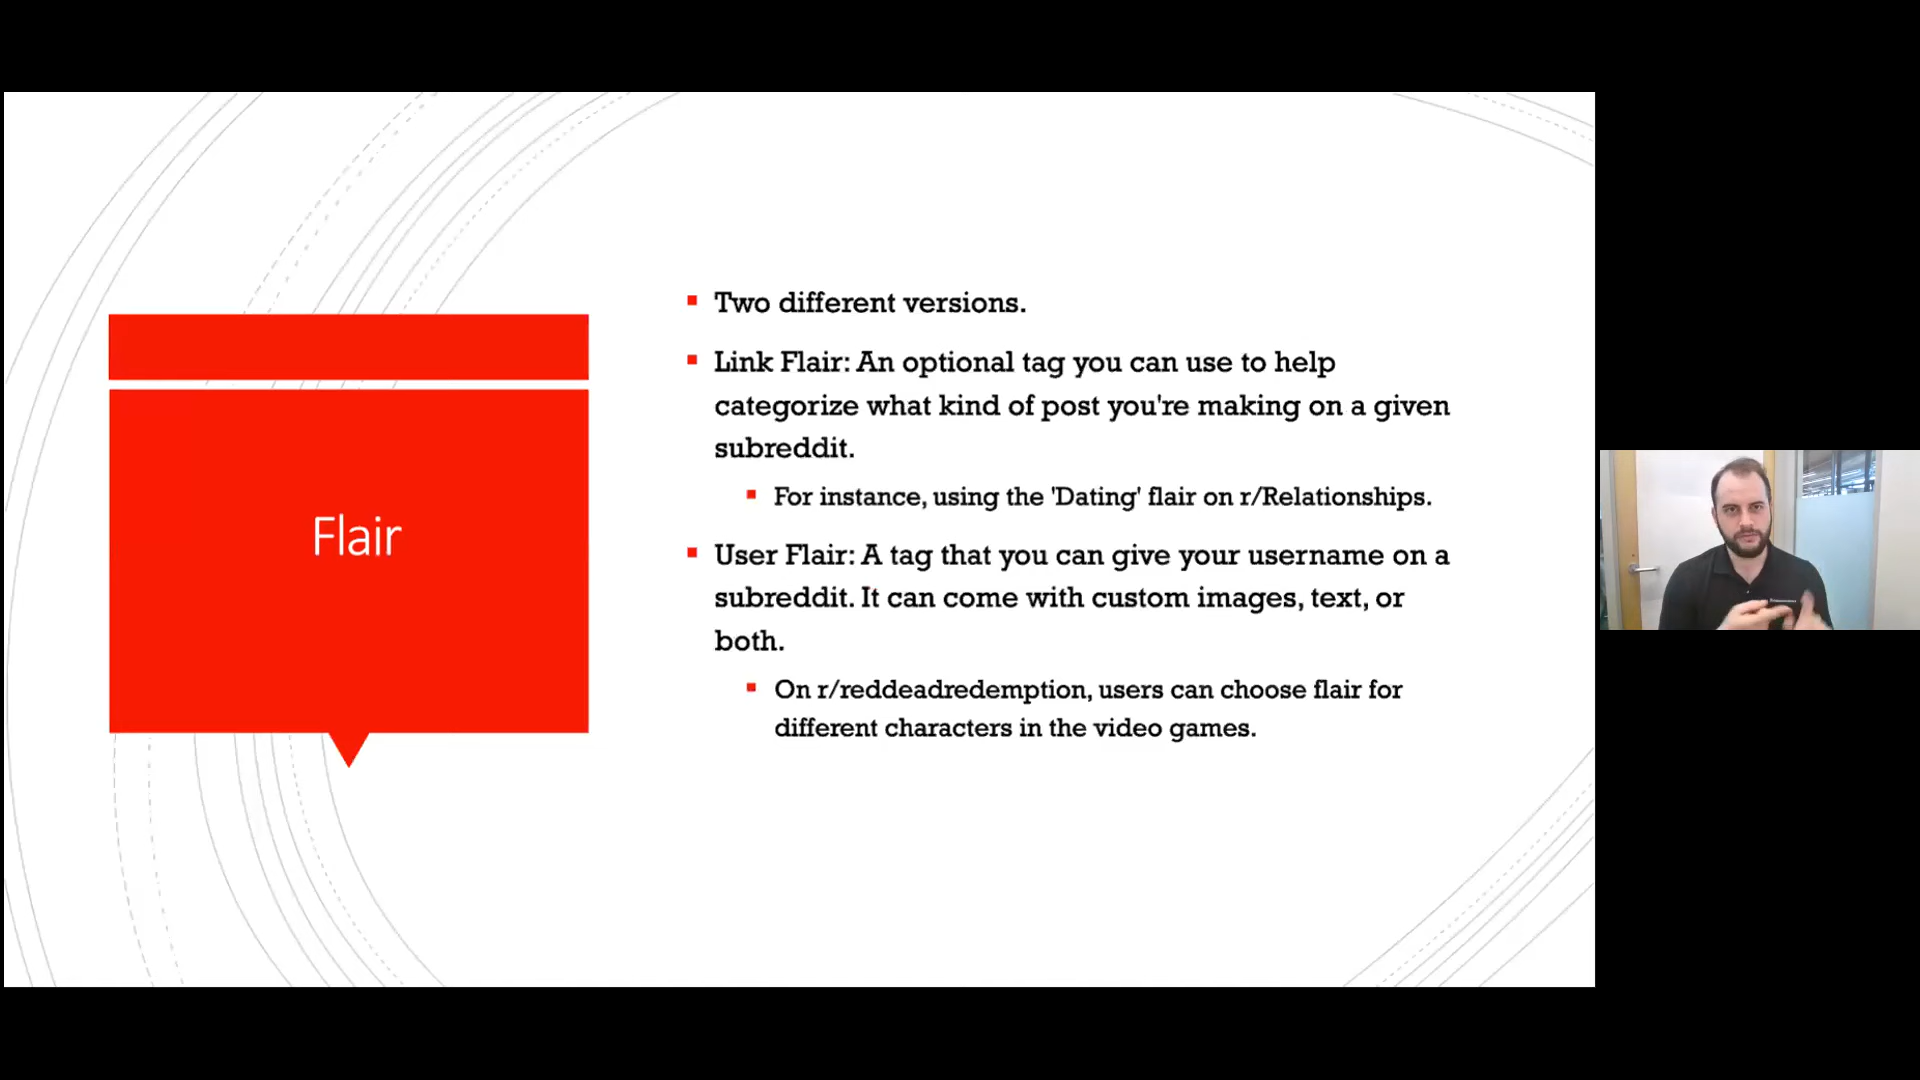 Flair
Two different versions.
Link Flair: An optional tag you can use to help
categorize what kind of post you're making on a given
subreddit.
For instance, using the 'Dating' flair on r/Relationships.
User Flair: A tag that you can give your username on a
subreddit. It can come with custom images, text, or
both.
On r/reddeadredemption, users can choose flair for
different characters in the video games.